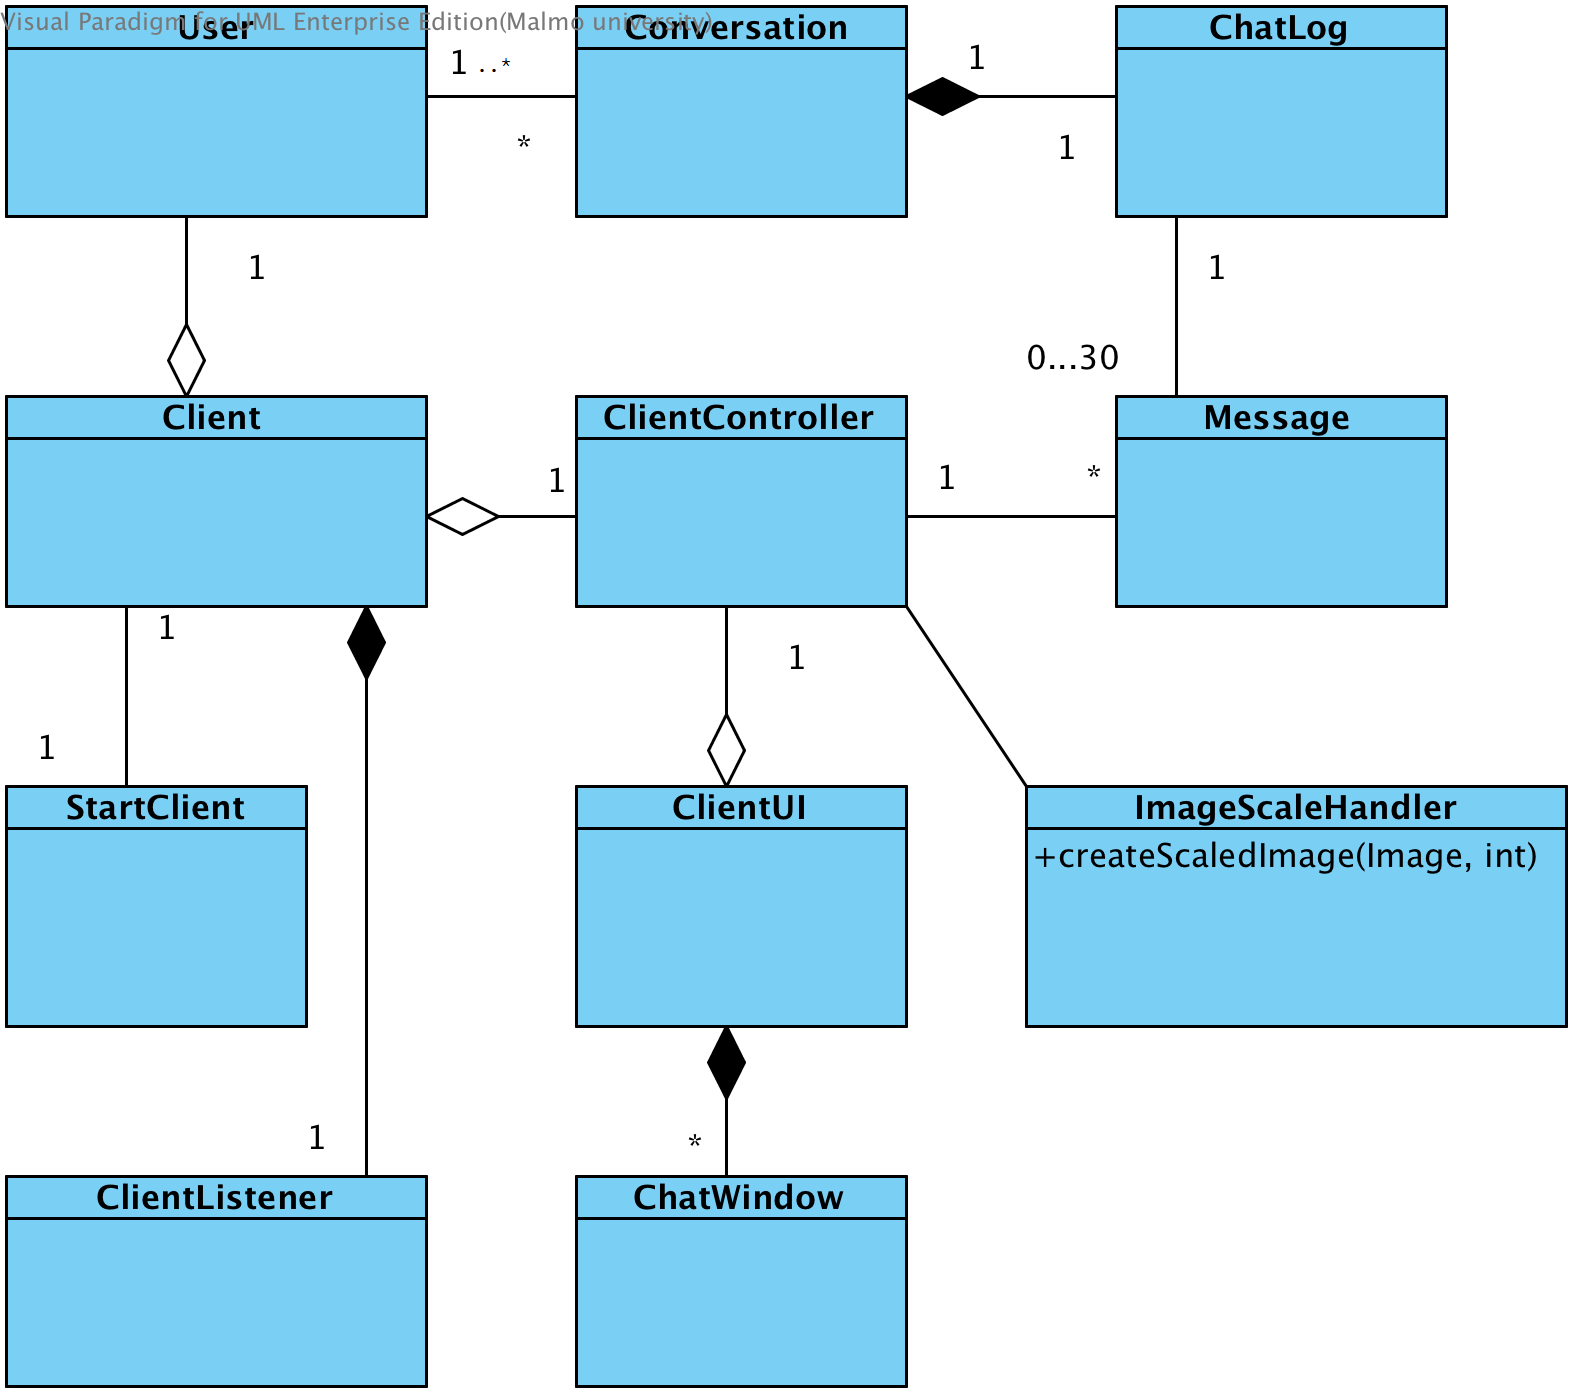 Visual Paradigm for UML Enterprise Edition(Malmo university)
User
Conversation
ChatLog
1 ..*
*
1
1
1
1
0...30
Client
ClientController
Message
1
1
*
1
1
1
StartClient
ClientUI
ImageScaleHandler
+createScaledImage(Image, int)
1
*
ClientListener
ChatWindow